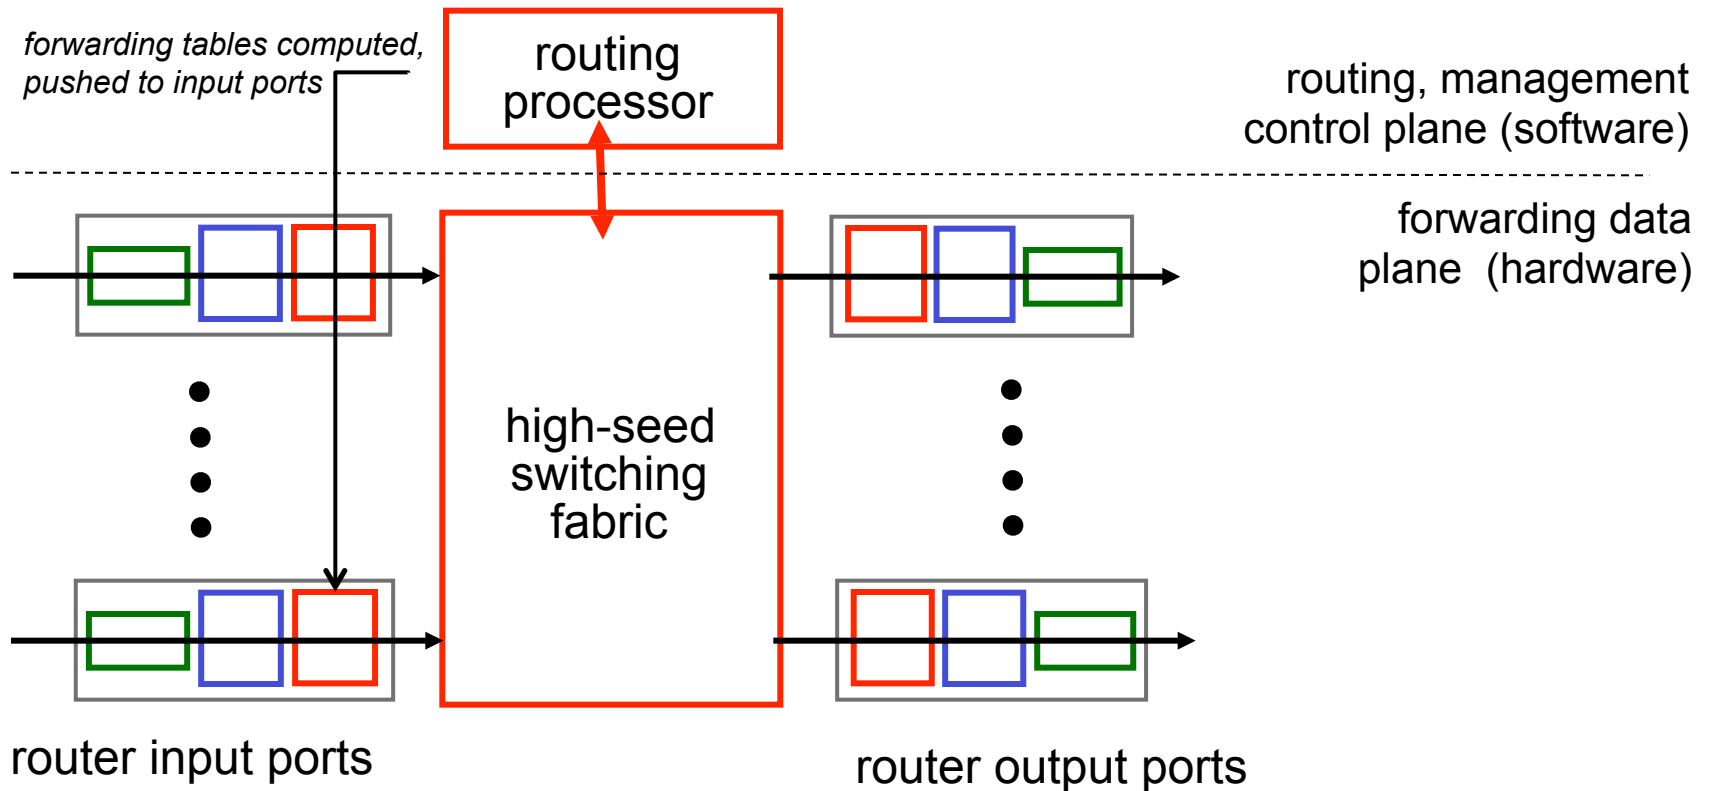 forwarding tables computed,
pushed to input ports
routing
processor
routing, management
control plane (software)
forwarding data
plane (hardware)
high-seed
switching
fabric
router input ports
router output ports